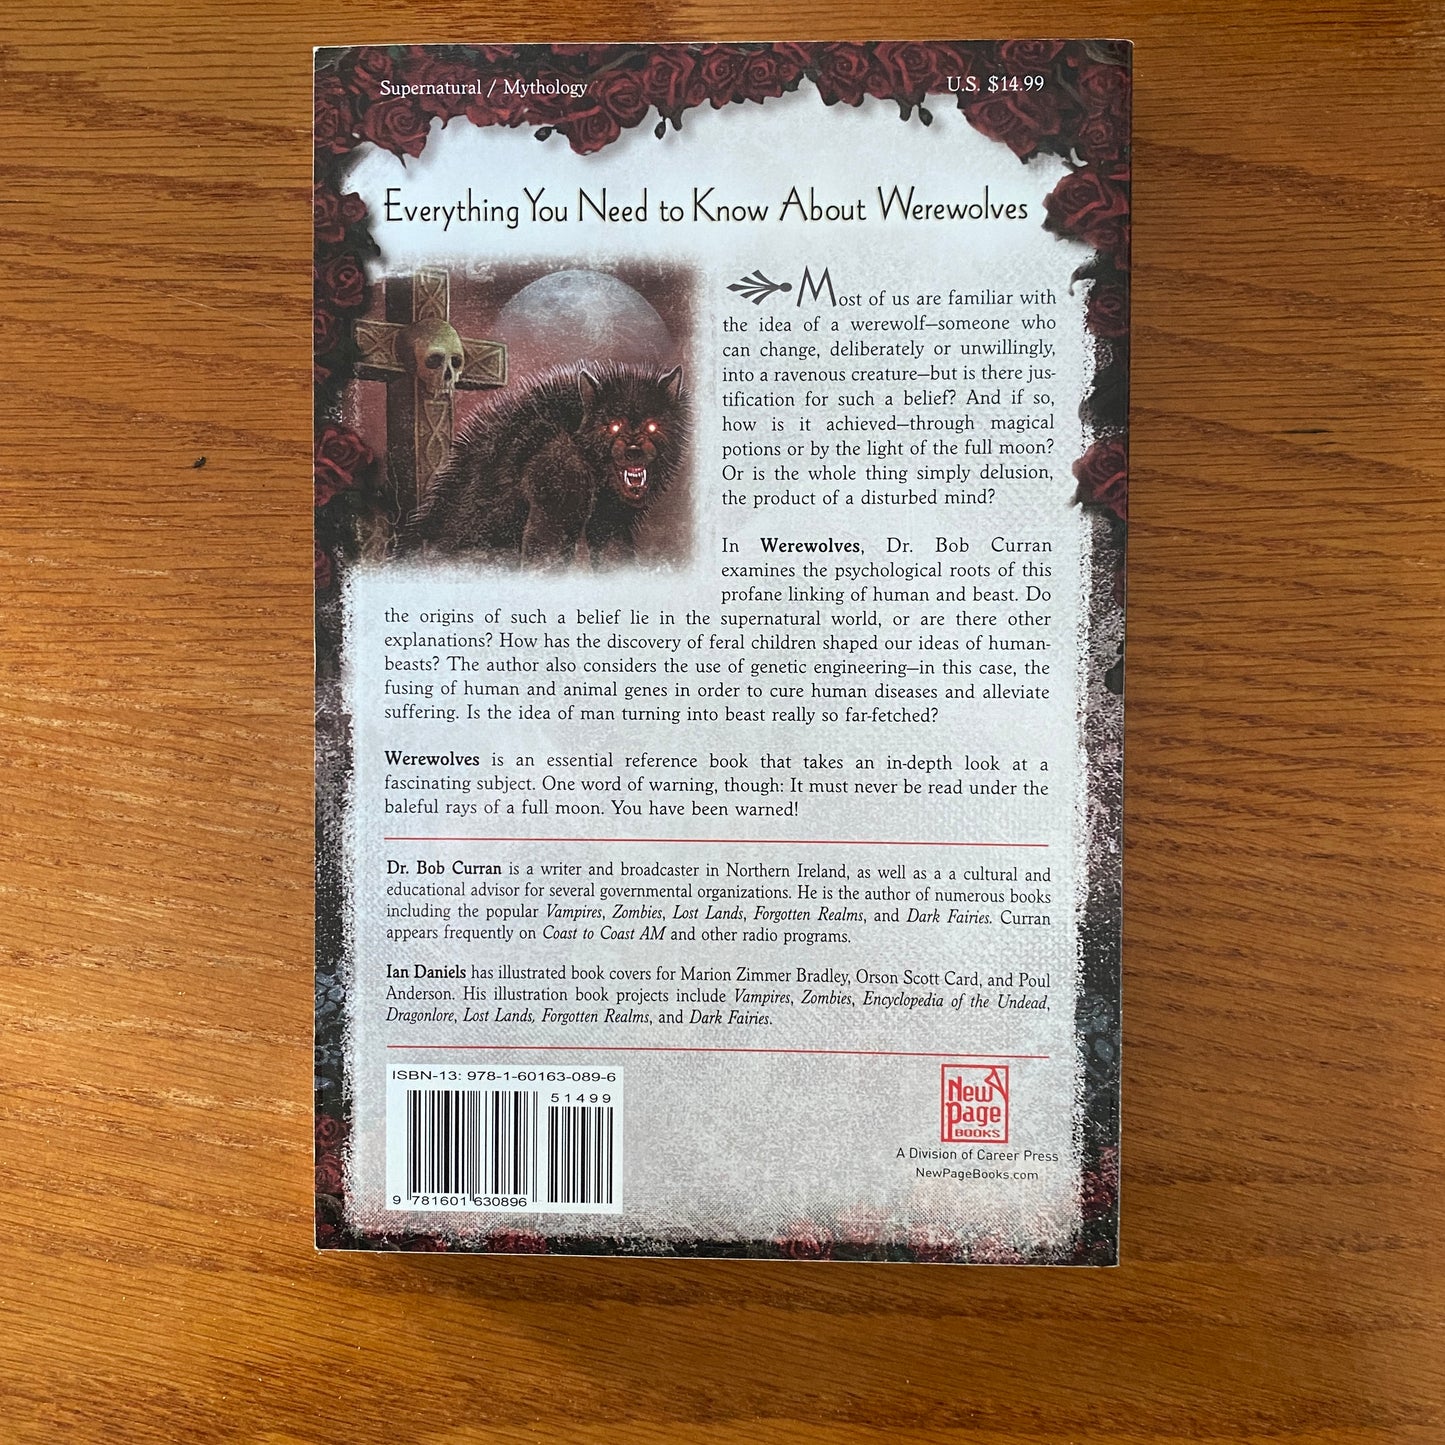 Supernatural / Mythology
U.S. $14.99
Everything You Need to Know About Werewolves
Most of us are familiar with
the idea of a werewolf—someone who
can change, deliberately or unwillingly,
into a ravenous creature—but is there jus-
tification for such a belief? And if so,
how is it achieved—through magical
potions or by the light of the full moon?
Or is the whole thing simply delusion,
the product of a disturbed mind?
In Werewolves, Dr. Bob Curran
examines the psychological roots of this
profane linking of human and beast. Do
the origins of such a belief lie in the supernatural world, or are there other
explanations? How has the discovery of feral children shaped our ideas of human-
beasts? The author also considers the use of genetic engineering—in this case, the
fusing of human and animal genes in order to cure human diseases and alleviate
suffering. Is the idea of man turning into beast really so far-fetched?
Werewolves is an essential reference book that takes an in-depth look at a
fascinating subject. One word of warning, though: It must never be read under the
baleful rays of a full moon. You have been warned!
Dr. Bob Curran is a writer and broadcaster in Northern Ireland, as well as a a cultural and
educational advisor for several governmental organizations. He is the author of numerous books
including the popular Vampires, Zombies, Lost Lands, Forgotten Realms, and Dark Fairies. Curran
appears frequently on Coast to Coast AM and other radio programs.
Ian Daniels has illustrated book covers for Marion Zimmer Bradley, Orson Scott Card, and Poul
Anderson. His illustration book projects include Vampires, Zombies, Encyclopedia of the Undead,
Dragonlore, Lost Lands, Forgotten Realms, and Dark Fairies.
ISBN-13: 978-1-60163-089-6
51499
9 781601 630896
New
Page
BOOKS
A Division of Career Press
NewPageBooks.com